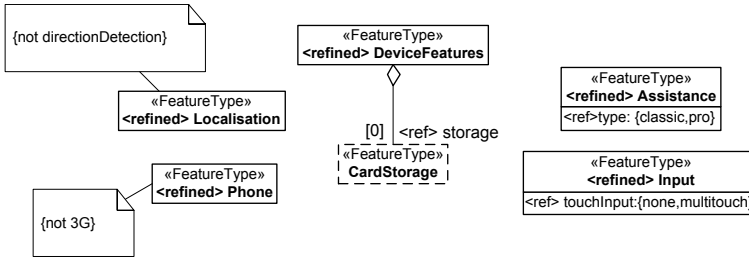 {not directionDetection}
«FeatureType»
<refined> Localisation
«FeatureType»
<refined> Phone
{not 3G}
«FeatureType»
<refined> DeviceFeatures
[0] <ref> storage
«FeatureType»
CardStorage
«FeatureType»
<refined> Assistance
<ref>type: {classic,pro}
«FeatureType»
<refined> Input
<ref> touchInput:{none,multitouch}